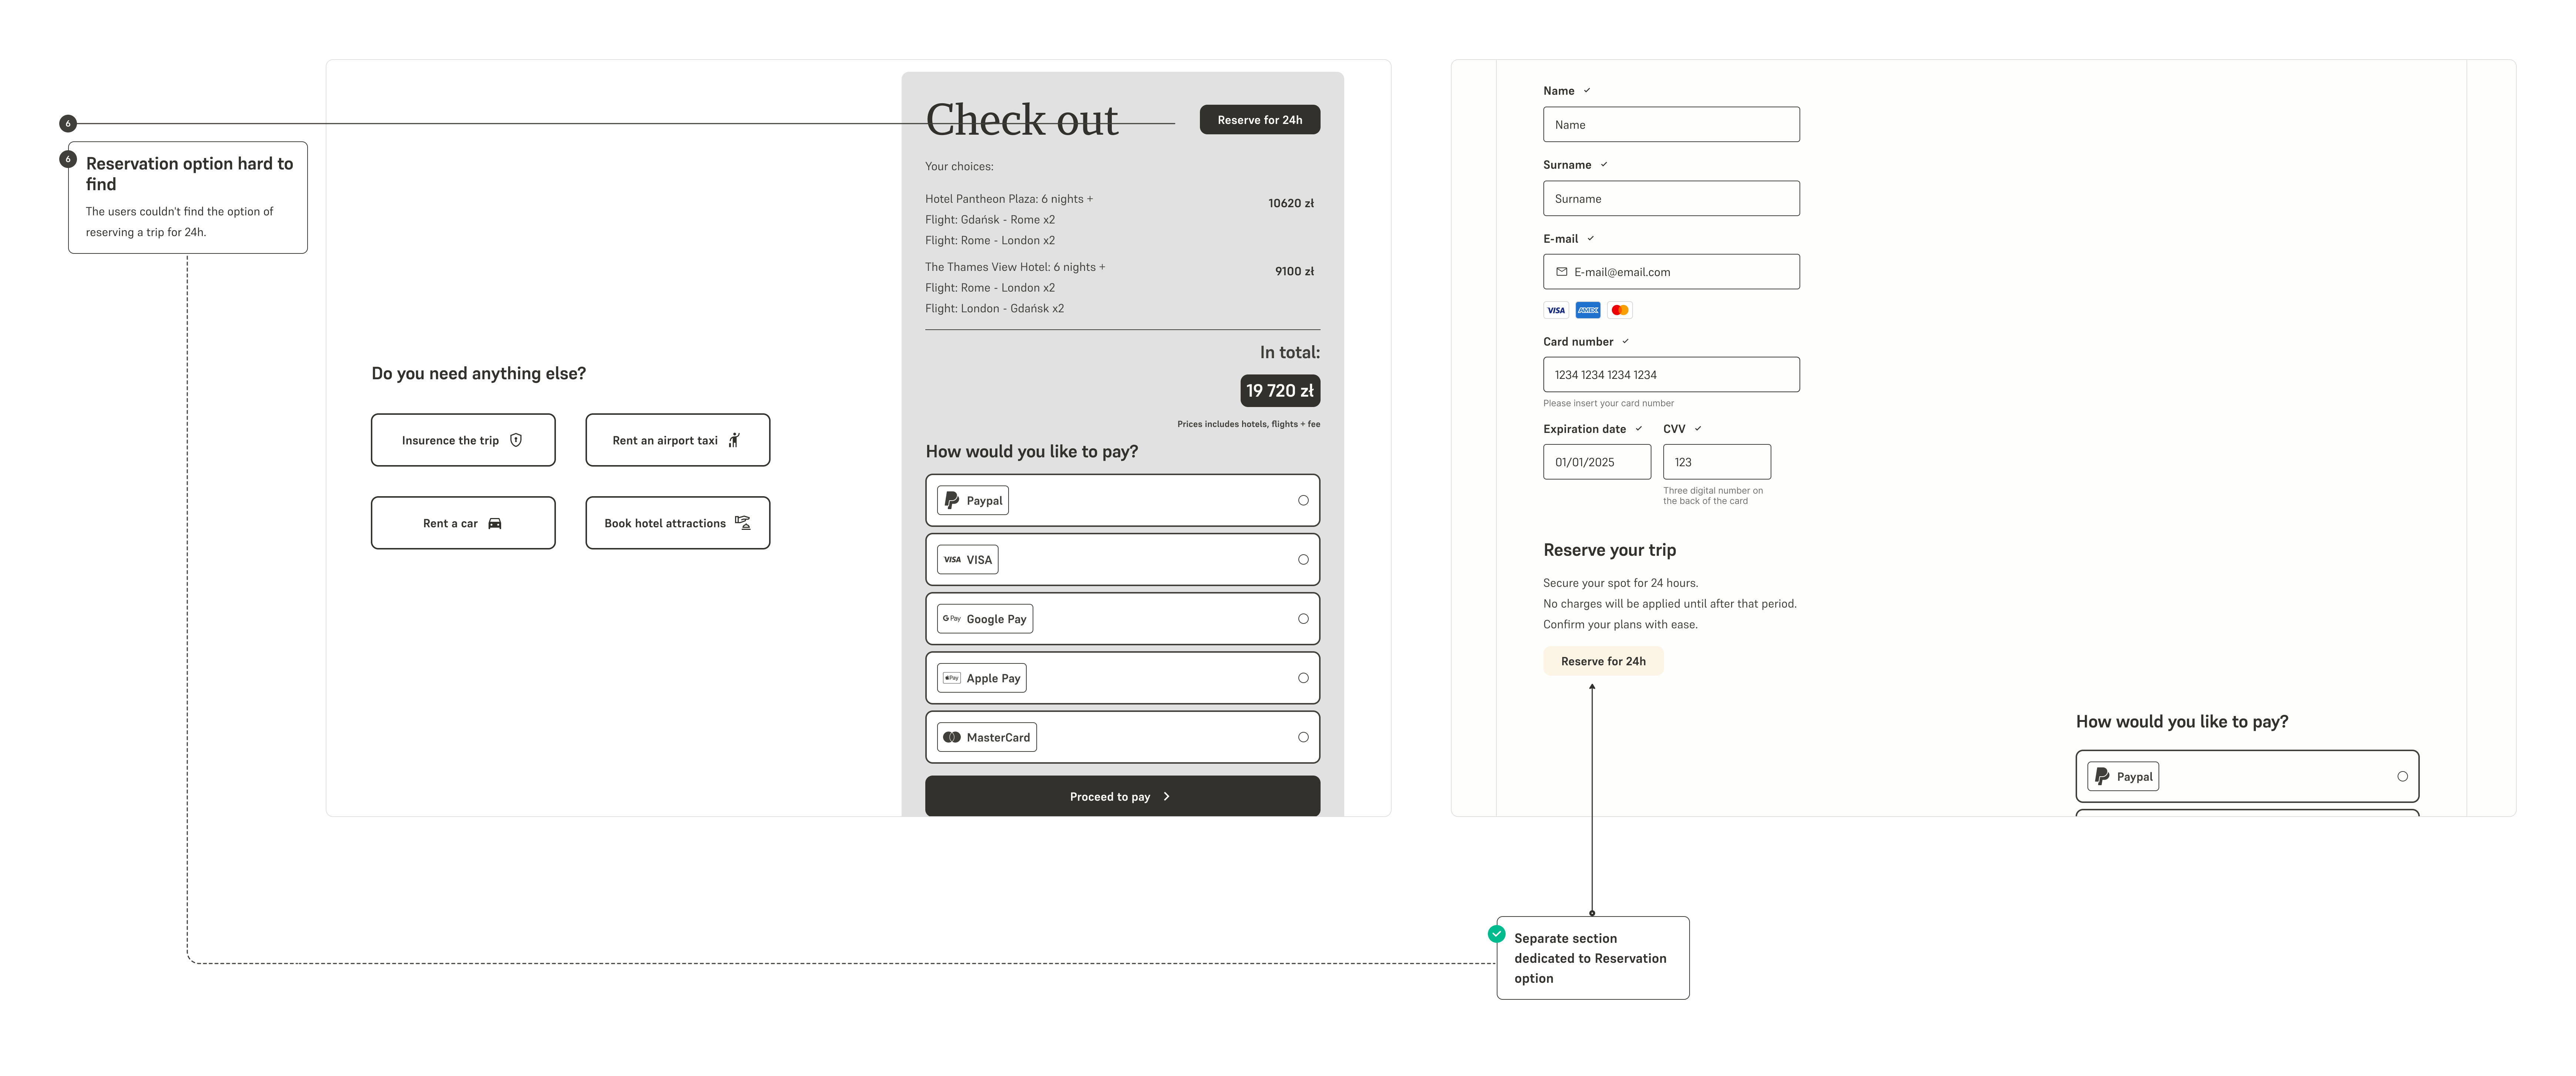 6
6
Reservation option hard to
find
The users couldn't find the option of
reserving a trip for 24h.
Do you need anything else?
Insurence the trip
Rent an airport taxi
Rent a car
Book hotel attractions
Check out
Reserve for 24h
Your choices:
Hotel Pantheon Plaza: 6 nights +
10620 zł
Flight: Gdańsk - Rome x2
Flight: Rome - London x2
The Thames View Hotel: 6 nights +
9100 zł
Flight: Rome - London x2
Flight: London - Gdańsk x2
In total:
19 720 zł
Prices includes hotels, flights + fee
How would you like to pay?
Paypal
VISA VISA
G Pay Google Pay
Pay Apple Pay
MasterCard
Proceed to pay
Name
Name
Surname
Surname
E-mail
E-mail@email.com
VISA AMEX
Card number
1234 1234 1234 1234
Please insert your card number
Expiration date CVV
01/01/2025 123
Three digital number on
the back of the card
Reserve your trip
Secure your spot for 24 hours.
No charges will be applied until after that period.
Confirm your plans with ease.
Reserve for 24h
How would you like to pay?
Paypal
Separate section
dedicated to Reservation
option